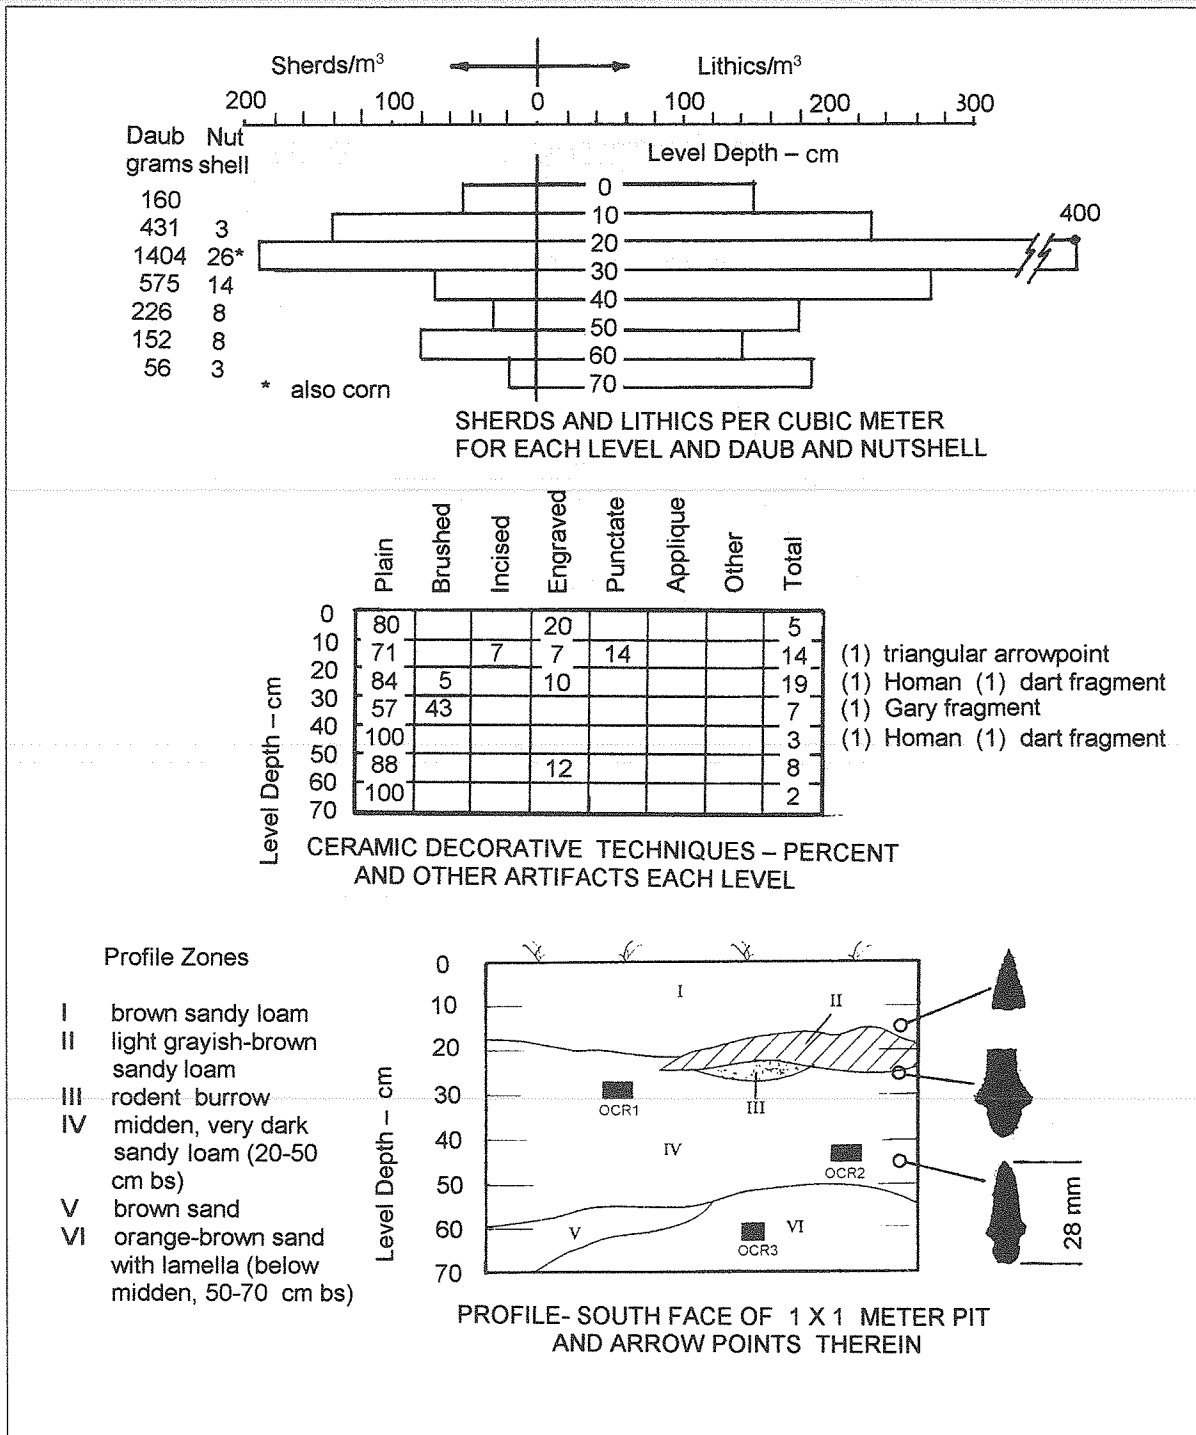 Sherds/m³ Lithics/m³
200 100 0 100 200 300
Daub Nut
grams shell
Level Depth – cm
160 0
431 3 10 400
1404 26* 20
575 14 30
226 8 40
152 8 50
56 3 60
70
* also corn
SHERDS AND LITHICS PER CUBIC METER
FOR EACH LEVEL AND DAUB AND NUTSHELL
Plain Brushed Incised Engraved Punctate Applique Other Total
Level Depth – cm
0
80 20 5
10
71 7 7 14 14 (1) triangular arrowpoint
20
84 5 10 19 (1) Homan (1) dart fragment
30
57 43 7 (1) Gary fragment
40
100 3 (1) Homan (1) dart fragment
50
88 12 8
60
100 2
70
CERAMIC DECORATIVE TECHNIQUES – PERCENT
AND OTHER ARTIFACTS EACH LEVEL
Profile Zones
I brown sandy loam
II light grayish-brown
sandy loam
III rodent burrow
IV midden, very dark
sandy loam (20-50
cm bs)
V brown sand
VI orange-brown sand
with lamella (below
midden, 50-70 cm bs)
Level Depth – cm
0
10
20
30
40
50
60
70
I
II
OCR1
III
IV
OCR2
V
OCR3
VI
28 mm
PROFILE- SOUTH FACE OF 1 X 1 METER PIT
AND ARROW POINTS THEREIN